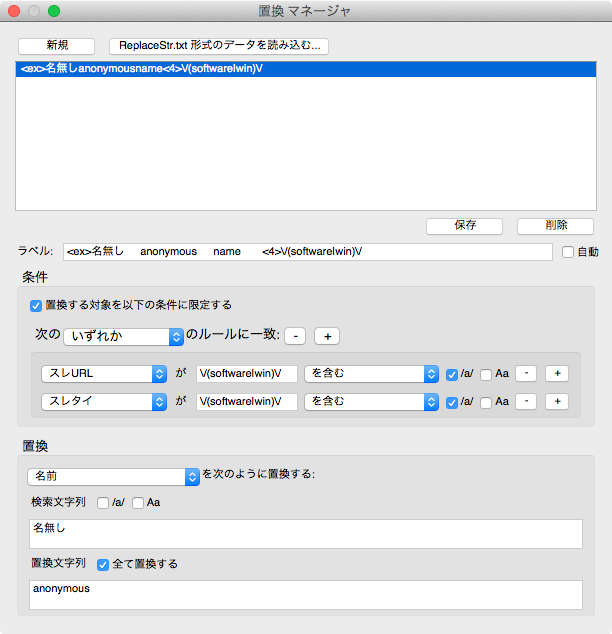 置換 マネージャ
新規
ReplaceStr.txt 形式のデータを読み込む...
<ex>名無しanonymousname<4>\/(software|win)\/
保存
削除
ラベル:
<ex>名無し anonymous name <4>\/(software|win)\/
自動
条件
置換する対象を以下の条件に限定する
次の いずれか のルールに一致: - +
スレURL が \/(software|win)\/ を含む /a/ Aa - +
スレタイ が \/(software|win)\/ を含む /a/ Aa - +
置換
名前 を次のように置換する:
検索文字列 /a/ Aa
名無し
置換文字列 全て置換する
anonymous